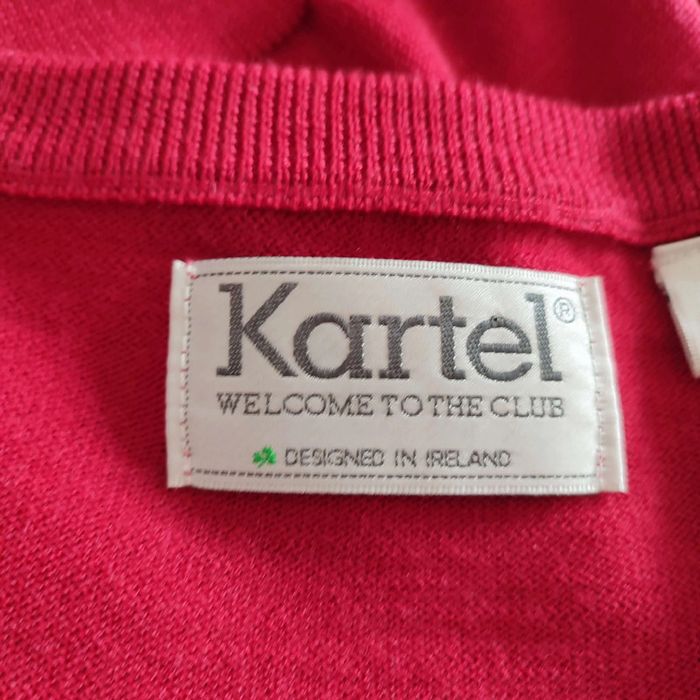 Kartel®
WELCOME TO THE CLUB
DESIGNED IN IRELAND